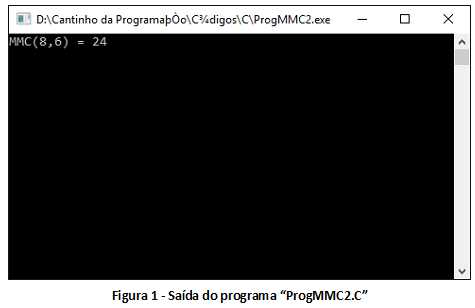 D:\Cantinho da ProgramaþÒo\C¾digos\C\ProgMMC2.exe
MMC(8,6) = 24
Figura 1 - Saída do programa “ProgMMC2.C”